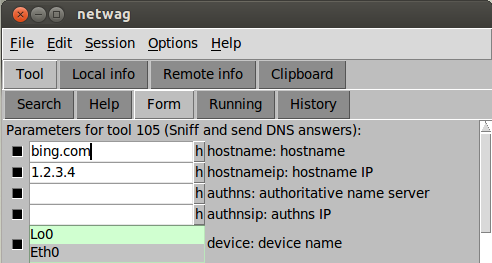 netwag
File Edit Session Options Help
Tool Local info Remote info Clipboard
Search Help Form Running History
Parameters for tool 105 (Sniff and send DNS answers):
bing.com h hostname: hostname
1.2.3.4 h hostnameip: hostname IP
h authns: authoritative name server
h authnsip: authns IP
Lo0
device: device name
Eth0